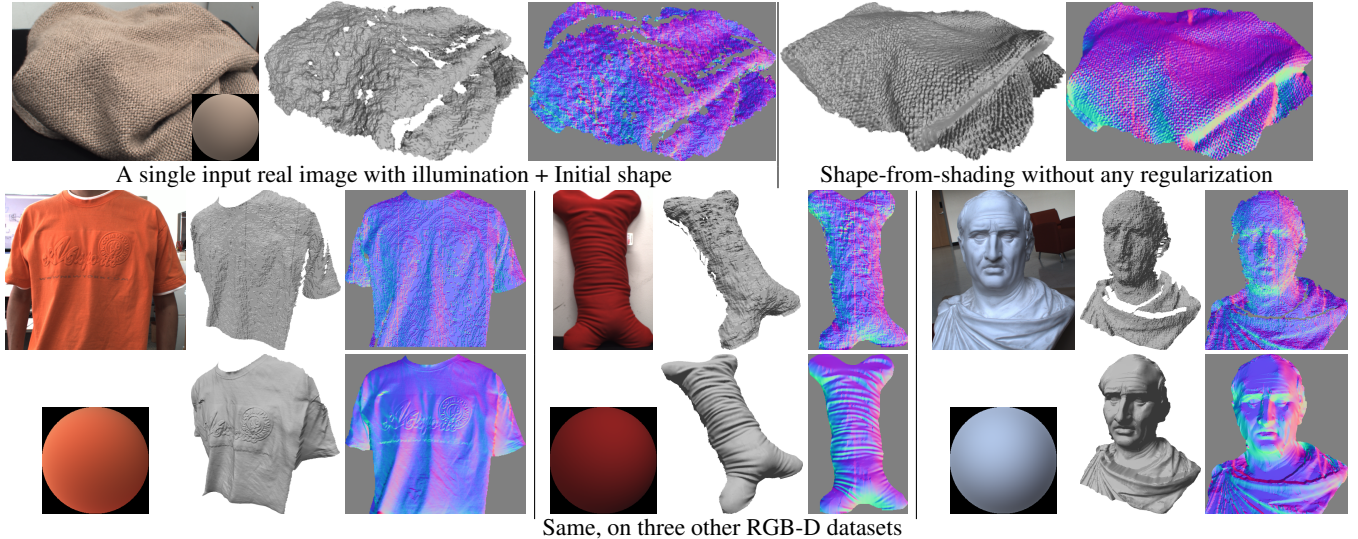 A single input real image with illumination + Initial shape
Shape-from-shading without any regularization
Same, on three other RGB-D datasets